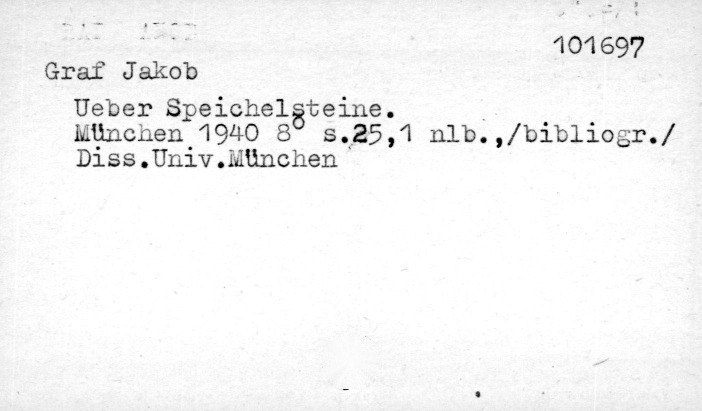 101697
Graf Jakob
Ueber Speichelsteine.
München 1940 8° s.25,1 nlb.,/bibliogr./
Diss.Univ.München